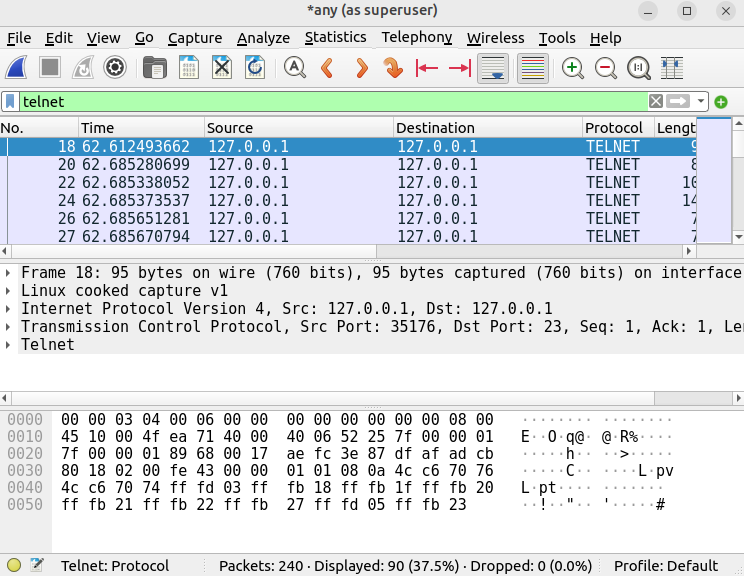 *any (as superuser)
File Edit View Go Capture Analyze Statistics Telephony Wireless Tools Help
telnet
No. Time Source Destination Protocol Lengt
18 62.612493662 127.0.0.1 127.0.0.1 TELNET 9
20 62.685280699 127.0.0.1 127.0.0.1 TELNET 8
22 62.685338052 127.0.0.1 127.0.0.1 TELNET 10
24 62.685373537 127.0.0.1 127.0.0.1 TELNET 14
26 62.685651281 127.0.0.1 127.0.0.1 TELNET 7
27 62.685670794 127.0.0.1 127.0.0.1 TELNET 7
Frame 18: 95 bytes on wire (760 bits), 95 bytes captured (760 bits) on interface
Linux cooked capture v1
Internet Protocol Version 4, Src: 127.0.0.1, Dst: 127.0.0.1
Transmission Control Protocol, Src Port: 35176, Dst Port: 23, Seq: 1, Ack: 1, Le
Telnet
0000 00 00 03 04 00 06 00 00 00 00 00 00 00 00 08 00 ········ ········
0010 45 10 00 4f ea 71 40 00 40 06 52 25 7f 00 00 01 E··O·q@· @·R%····
0020 7f 00 00 01 89 68 00 17 ae fc 3e 87 df af ad cb ·····h·· ··>·····
0030 80 18 02 00 fe 43 00 00 01 01 08 0a 4c c6 70 76 ·····C·· ····L·pv
0040 4c c6 70 74 ff fd 03 ff fb 18 ff fb 1f ff fb 20 L·pt···· ·······
0050 ff fb 21 ff fb 22 ff fb 27 ff fd 05 ff fb 23 ··!··"·· '·····#
Telnet: Protocol Packets: 240 · Displayed: 90 (37.5%) · Dropped: 0 (0.0%) Profile: Default